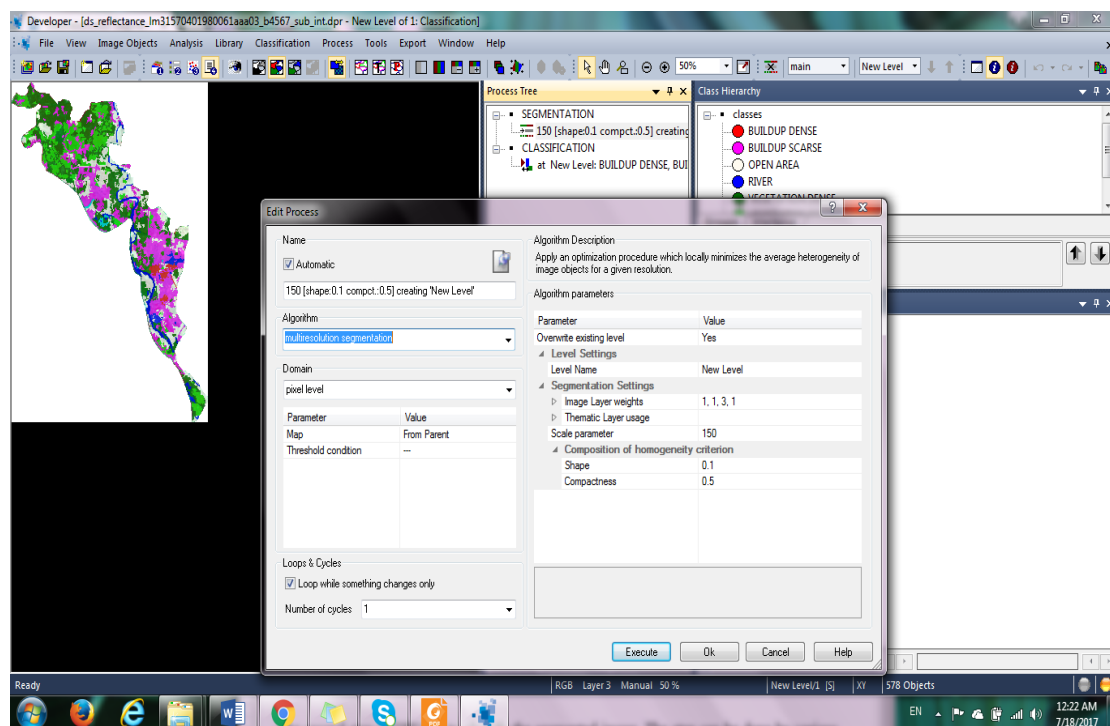 Developer - [ds_reflectance_lm31570401980061aaa03_b4567_sub_int.dpr - New Level of 1: Classification]
File View Image Objects Analysis Library Classification Process Tools Export Window Help
50% main New Level
Process Tree
SEGMENTATION
150 [shape:0.1 compct.:0.5] creating
CLASSIFICATION
at New Level: BUILDUP DENSE, BUI
Class Hierarchy
classes
BUILDUP DENSE
BUILDUP SCARSE
OPEN AREA
RIVER
VEGETATION DENSE
Edit Process
Name
Automatic
150 [shape:0.1 compct.:0.5] creating 'New Level'
Algorithm
multiresolution segmentation
Domain
pixel level
Parameter Value
Map From Parent
Threshold condition ---
Loops & Cycles
Loop while something changes only
Number of cycles 1
Algorithm Description
Apply an optimization procedure which locally minimizes the average heterogeneity of
image objects for a given resolution.
Algorithm parameters
Parameter Value
Overwrite existing level Yes
Level Settings
Level Name New Level
Segmentation Settings
Image Layer weights 1, 1, 3, 1
Thematic Layer usage
Scale parameter 150
Composition of homogeneity criterion
Shape 0.1
Compactness 0.5
Execute Ok Cancel Help
Ready RGB Layer 3 Manual 50 % New Level/1 [S] XY 578 Objects
EN 12:22 AM
7/18/2017